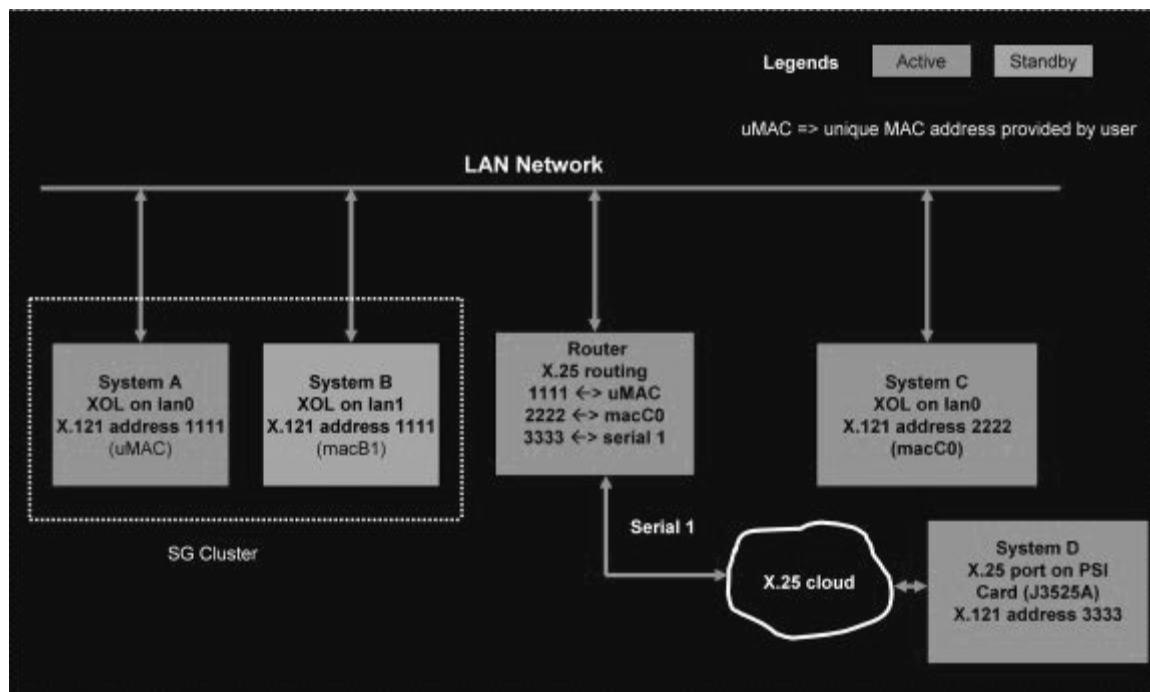 Legends
Active
Standby
uMAC => unique MAC address provided by user
LAN Network
System A
XOL on lan0
X.121 address 1111
(uMAC)
System B
XOL on lan1
X.121 address 1111
(macB1)
Router
X.25 routing
1111 <-> uMAC
2222 <-> macC0
3333 <-> serial 1
System C
XOL on lan0
X.121 address 2222
(macC0)
SG Cluster
Serial 1
X.25 cloud
System D
X.25 port on PSI
Card (J3525A)
X.121 address 3333